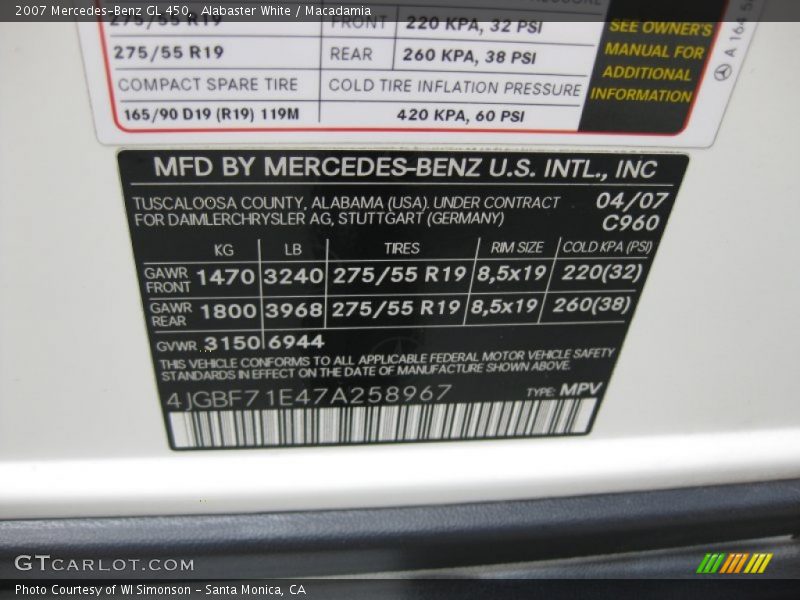 2007 Mercedes-Benz GL 450, Alabaster White / Macadamia
275/55 R19 FRONT 220 KPA, 32 PSI
275/55 R19 REAR 260 KPA, 38 PSI
COMPACT SPARE TIRE COLD TIRE INFLATION PRESSURE
165/90 D19 (R19) 119M 420 KPA, 60 PSI
SEE OWNER'S
MANUAL FOR
ADDITIONAL
INFORMATION
A 164
MFD BY MERCEDES-BENZ U.S. INTL., INC
TUSCALOOSA COUNTY, ALABAMA (USA). UNDER CONTRACT 04/07
FOR DAIMLERCHRYSLER AG, STUTTGART (GERMANY) C960
KG LB TIRES RIM SIZE COLD KPA (PSI)
GAWR FRONT 1470 3240 275/55 R19 8,5x19 220(32)
GAWR REAR 1800 3968 275/55 R19 8,5x19 260(38)
GVWR 3150 6944
THIS VEHICLE CONFORMS TO ALL APPLICABLE FEDERAL MOTOR VEHICLE SAFETY
STANDARDS IN EFFECT ON THE DATE OF MANUFACTURE SHOWN ABOVE.
4JGBF71E47A258967 TYPE: MPV
GTCARLOT.COM
Photo Courtesy of WI Simonson - Santa Monica, CA